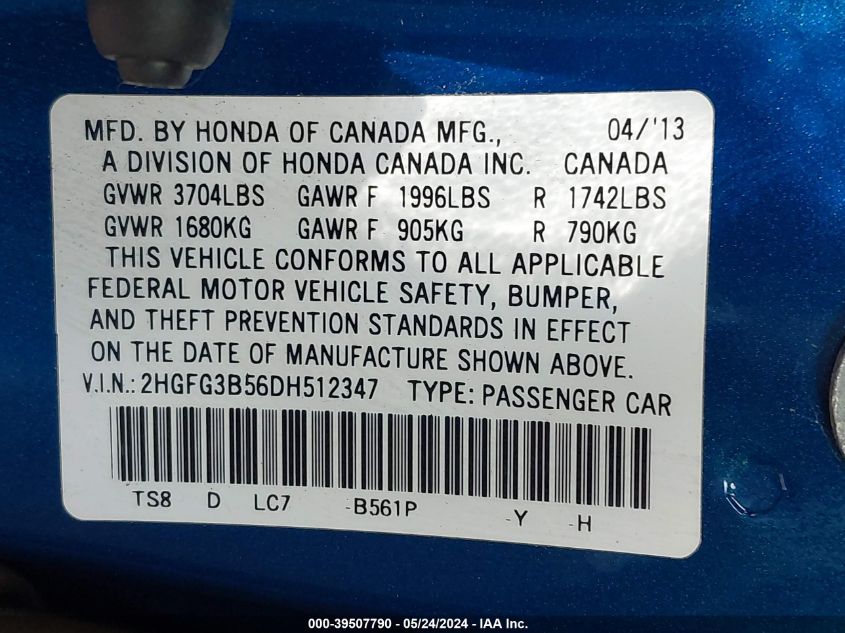 MFD. BY HONDA OF CANADA MFG., 04/'13
A DIVISION OF HONDA CANADA INC. CANADA
GVWR 3704LBS GAWR F 1996LBS R 1742LBS
GVWR 1680KG GAWR F 905KG R 790KG
THIS VEHICLE CONFORMS TO ALL APPLICABLE
FEDERAL MOTOR VEHICLE SAFETY, BUMPER,
AND THEFT PREVENTION STANDARDS IN EFFECT
ON THE DATE OF MANUFACTURE SHOWN ABOVE.
V.I.N.: 2HGFG3B56DH512347 TYPE: PASSENGER CAR
TS8 D LC7 -B561P -Y -H
000-39507790 - 05/24/2024 - IAA Inc.